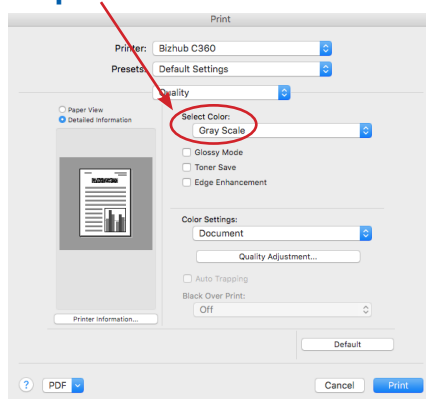 Print
Printer: Bizhub C360
Presets: Default Settings
Quality
Paper View
Detailed Information
Select Color:
Gray Scale
Glossy Mode
Toner Save
Edge Enhancement
Color Settings:
Document
Quality Adjustment...
Auto Trapping
Black Over Print:
Off
Printer Information...
Default
? PDF Cancel Print